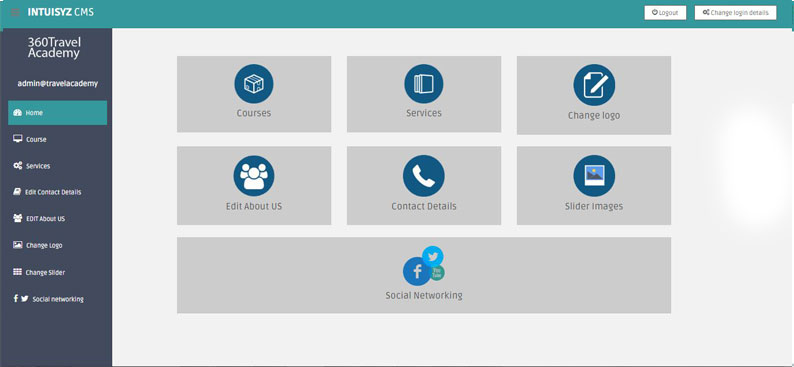 INTUISYZ CMS
Logout
Change login details
360Travel
Academy
admin@travelacademy
Home
Course
Services
Edit Contact Details
EDIT About US
Change Logo
Change Slider
Social networking
Courses
Services
Change logo
Edit About US
Contact Details
Slider Images
You
Tube
Social Networking